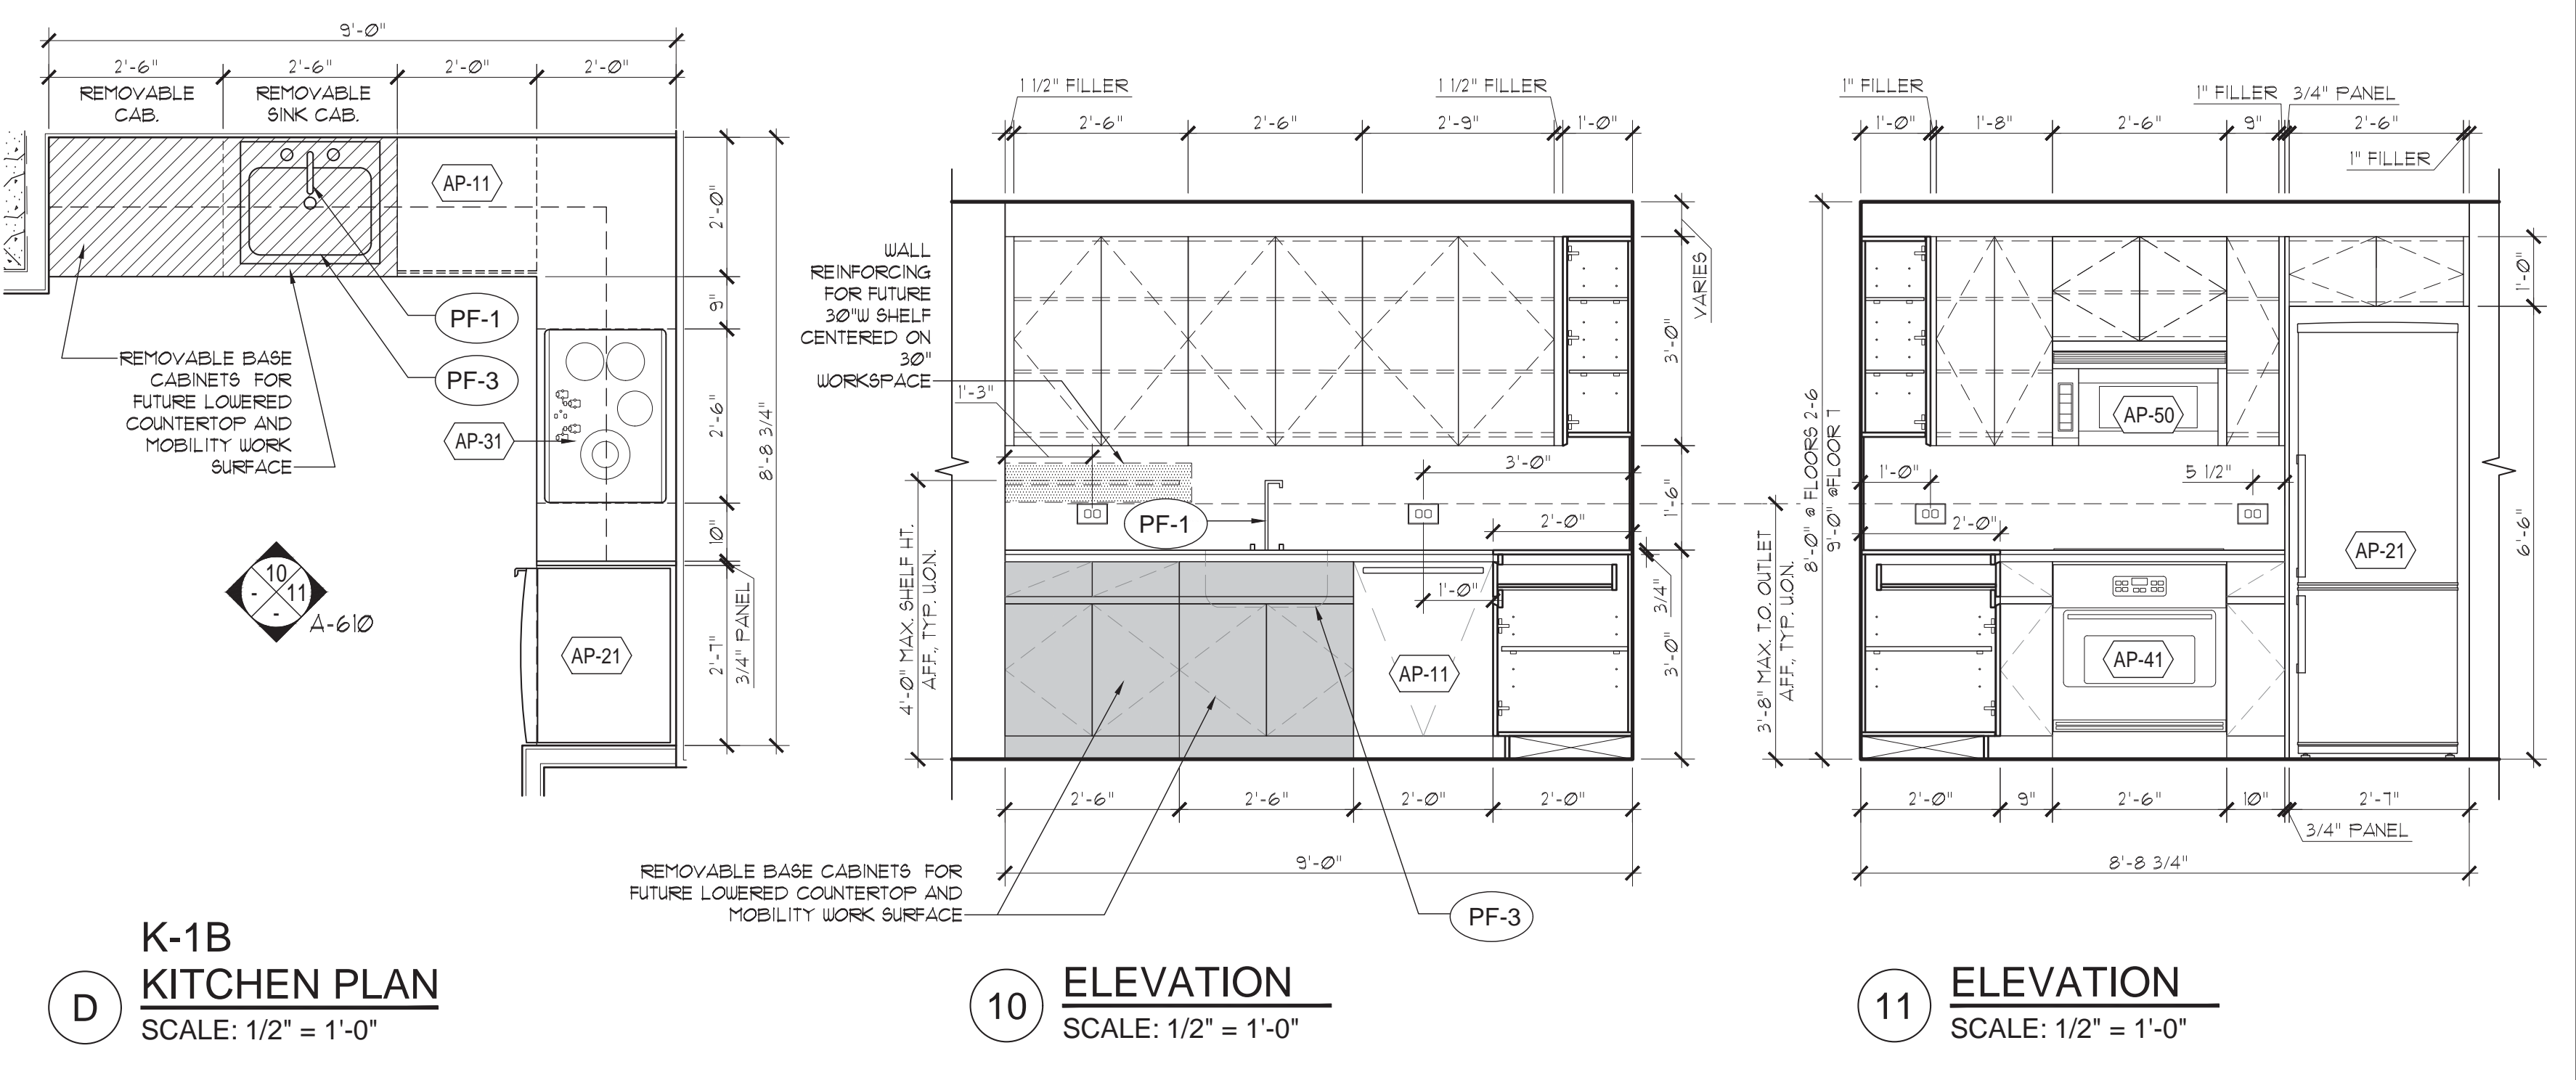 9'-0"
2'-6"
2'-6"
2'-0"
2'-0"
REMOVABLE
CAB.
REMOVABLE
SINK CAB.
AP-11
2'-0"
9"
2'-6"
10"
2'-7"
3/4" PANEL
8'-8 3/4"
PF-1
PF-3
AP-31
AP-21
REMOVABLE BASE
CABINETS FOR
FUTURE LOWERED
COUNTERTOP AND
MOBILITY WORK
SURFACE
10
-
11
-
A-610
K-1B
D
KITCHEN PLAN
SCALE: 1/2" = 1'-0"
1 1/2" FILLER
1 1/2" FILLER
2'-6"
2'-6"
2'-9"
1'-0"
WALL
REINFORCING
FOR FUTURE
30"W SHELF
CENTERED ON
30"
WORKSPACE
1'-3"
VARIES
3'-0"
3'-0"
1'-6"
PF-1
2'-0"
4'-0" MAX. SHELF HT.
A.F.F., TYP. U.O.N.
1'-0"
3/4"
3'-0"
AP-11
2'-6"
2'-6"
2'-0"
2'-0"
9'-0"
REMOVABLE BASE CABINETS FOR
FUTURE LOWERED COUNTERTOP AND
MOBILITY WORK SURFACE
PF-3
10
ELEVATION
SCALE: 1/2" = 1'-0"
1" FILLER
1" FILLER
3/4" PANEL
1'-0"
1'-8"
2'-6"
9"
2'-6"
1" FILLER
1'-0"
AP-50
8'-0" @ FLOORS 2-6
9'-0" @FLOOR 7
1'-0"
5 1/2"
2'-0"
3'-8" MAX. T.O. OUTLET
A.F.F., TYP. U.O.N.
AP-21
6'-6"
AP-41
2'-0"
9"
2'-6"
10"
2'-7"
3/4" PANEL
8'-8 3/4"
11
ELEVATION
SCALE: 1/2" = 1'-0"